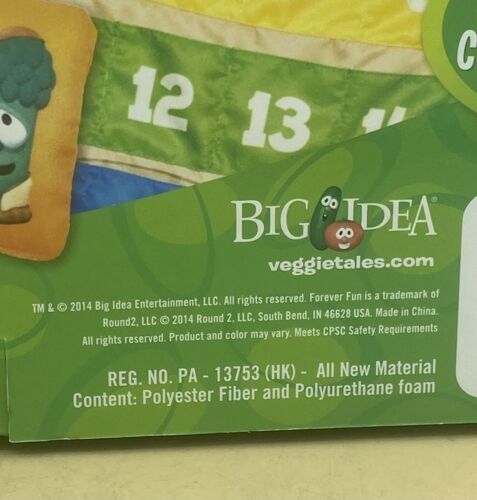 C
12 13 14
BIG IDEA®
veggietales.com
TM & © 2014 Big Idea Entertainment, LLC. All rights reserved. Forever Fun is a trademark of
Round2, LLC © 2014 Round 2, LLC, South Bend, IN 46628 USA. Made in China.
All rights reserved. Product and color may vary. Meets CPSC Safety Requirements
REG. NO. PA - 13753 (HK) - All New Material
Content: Polyester Fiber and Polyurethane foam